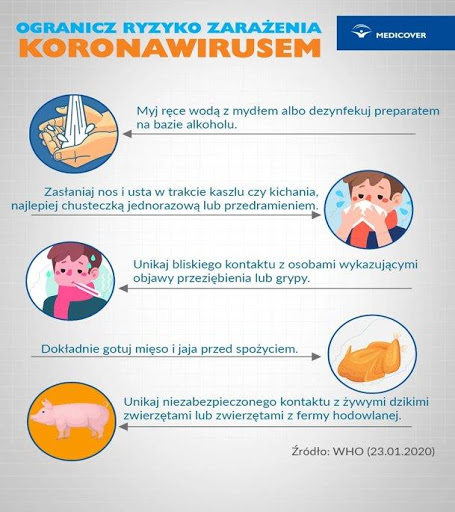 OGRANICZ RYZYKO ZARAŻENIA
KORONAWIRUSEM
MEDICOVER
Myj ręce wodą z mydłem albo dezynfekuj preparatem
na bazie alkoholu.
Zasłaniaj nos i usta w trakcie kaszlu czy kichania,
najlepiej chusteczką jednorazową lub przedramieniem.
Unikaj bliskiego kontaktu z osobami wykazującymi
objawy przeziębienia lub grypy.
Dokładnie gotuj mięso i jaja przed spożyciem.
Unikaj niezabezpieczonego kontaktu z żywymi dzikimi
zwierzętami lub zwierzętami z fermy hodowlanej.
Źródło: WHO (23.01.2020)